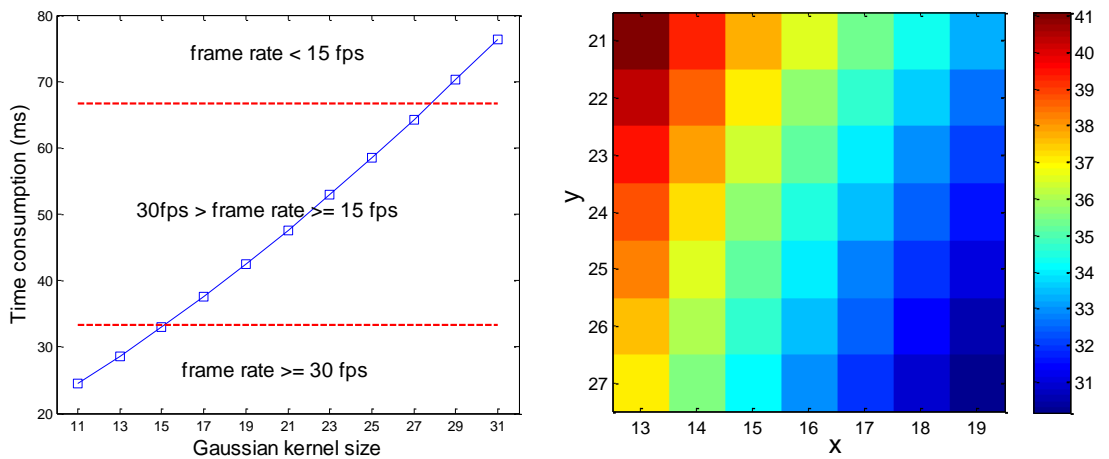 80
70
60
50
40
30
20
Time consumption (ms)
frame rate < 15 fps
30fps > frame rate >= 15 fps
frame rate >= 30 fps
11 13 15 17 19 21 23 25 27 29 31
Gaussian kernel size
21
22
23
24
25
26
27
y
13 14 15 16 17 18 19
x
41
40
39
38
37
36
35
34
33
32
31